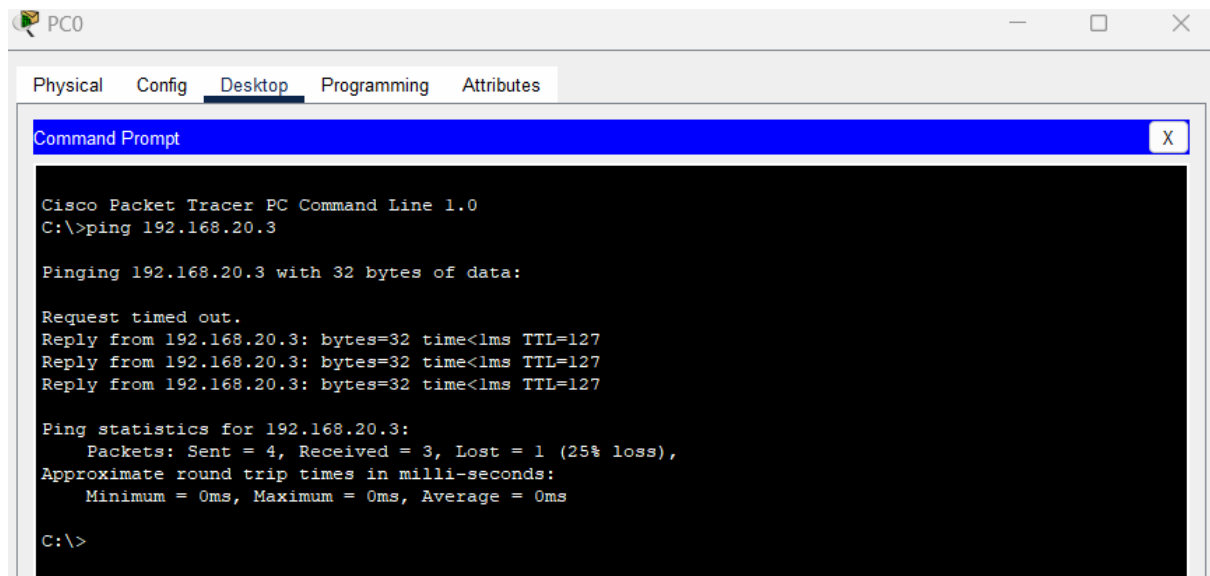 PC0
Physical Config Desktop Programming Attributes
Command Prompt
X
Cisco Packet Tracer PC Command Line 1.0
C:\>ping 192.168.20.3
Pinging 192.168.20.3 with 32 bytes of data:
Request timed out.
Reply from 192.168.20.3: bytes=32 time<1ms TTL=127
Reply from 192.168.20.3: bytes=32 time<1ms TTL=127
Reply from 192.168.20.3: bytes=32 time<1ms TTL=127
Ping statistics for 192.168.20.3:
Packets: Sent = 4, Received = 3, Lost = 1 (25% loss),
Approximate round trip times in milli-seconds:
Minimum = 0ms, Maximum = 0ms, Average = 0ms
C:\>